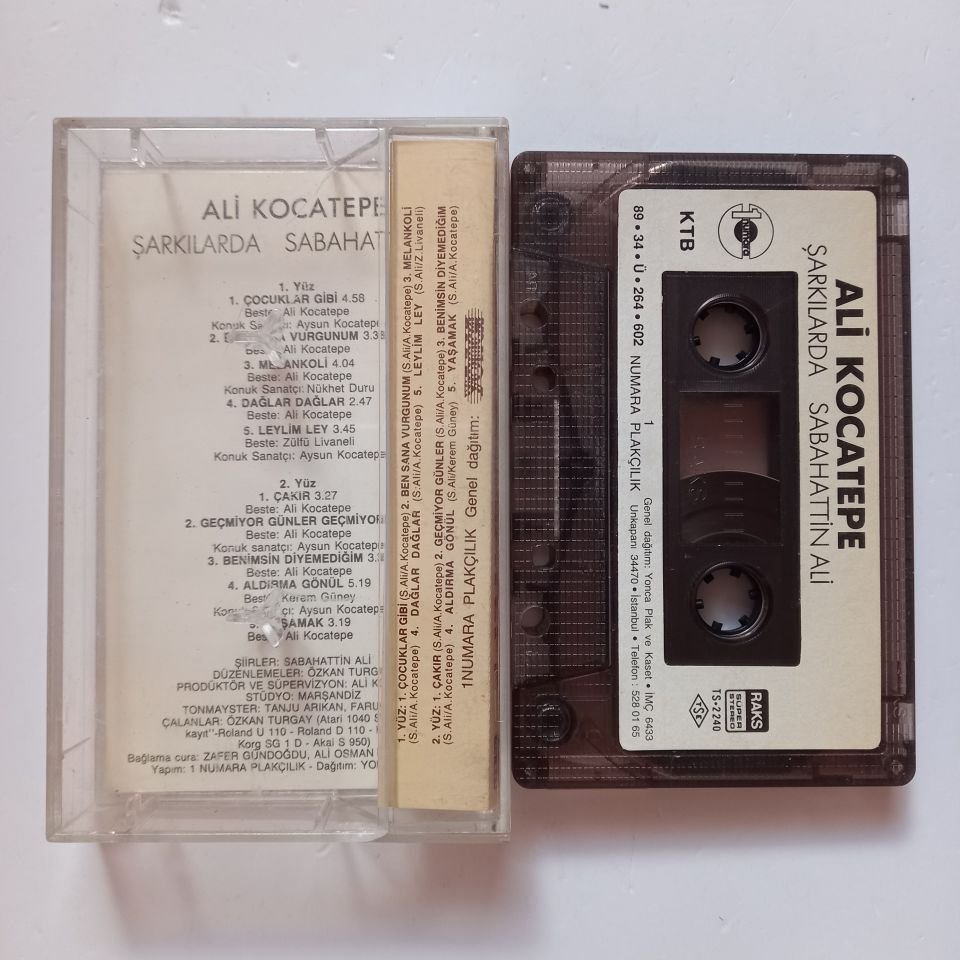 ALİ KOCATEPE
ŞARKILARDA SABAHATT
1. Yüz
1. ÇOCUKLAR GİBİ 4.58
Beste: Ali Kocatepe
Konuk Sanatçı: Aysun Kocatepe
2. B VURGUNUM 3.38
Beste: Ali Kocatepe
3. MELANKOLİ 4.04
Beste: Ali Kocatepe
Konuk Sanatçı: Nükhet Duru
4. DAĞLAR DAĞLAR 2.47
Beste: Ali Kocatepe
5. LEYLİM LEY 3.45
Beste: Zülfü Livaneli
Konuk Sanatçı: Aysun Kocatepe
2. Yüz
1. ÇAKIR 3.27
Beste: Ali Kocatepe
2. GEÇMİYOR GÜNLER GEÇMİYOR
Beste: Ali Kocatepe
Konuk sanatçı: Aysun Kocatepe
3. BENİMSİN DİYEMEDİĞİM 3.3
Beste: Ali Kocatepe
4. ALDIRMA GÖNÜL 5.19
Beste: Kerem Güney
Konuk Sanatçı: Aysun Kocatepe
YAŞAMAK 3.19
Beste: Ali Kocatepe
ŞİİRLER: SABAHATTİN ALİ
DÜZENLEMELER: ÖZKAN TURG
PRODÜKTÖR VE SÜPERVİZYON: ALİ K
STÜDYO: MARŞANDİZ
TONMAYSTER: TANJU ARIKAN, FARU
ÇALANLAR: ÖZKAN TURGAY (Atari 1040 S
kayıt"-Roland U 110 - Roland D 110 -
Korg SG 1 D - Akai S 950)
Bağlama cura: ZAFER GÜNDOĞDU, ALİ OSMAN
Yapım: 1 NUMARA PLAKÇILIK - Dağıtım: YO
1. YÜZ: 1. ÇOCUKLAR GİBİ (S.Ali/A.Kocatepe) 2. BEN SANA VURGUNUM (S.Ali/A.Kocatepe) 3. MELANKOLİ
(S.Ali/A.Kocatepe) 4. DAĞLAR DAĞLAR (S.Ali/A.Kocatepe) 5. LEYLİM LEY (S.Ali/Z.Livaneli)
2. YÜZ: 1. ÇAKIR (S.Ali/A.Kocatepe) 2. GEÇMİYOR GÜNLER (S.Ali/A.Kocatepe) 3. BENİMSİN DİYEMEDİĞİM
(S.Ali/A.Kocatepe) 4. ALDIRMA GÖNÜL (S.Ali/Kerem Güney) 5. YAŞAMAK (S.Ali/A.Kocatepe)
1NUMARA PLAKÇILIK Genel dağıtım: YONCA
ALİ KOCATEPE
ŞARKILARDA SABAHATTİN ALİ
1 numara
KTB
89 • 34 • Ü • 264 • 602
1
NUMARA PLAKÇILIK
Genel dağıtım: Yonca Plak ve Kaset • İMÇ 6433
Unkapanı 34470 • İstanbul • Telefon : 528 01 65
RAKS
SUPER
STEREO
TS-2240
TSE